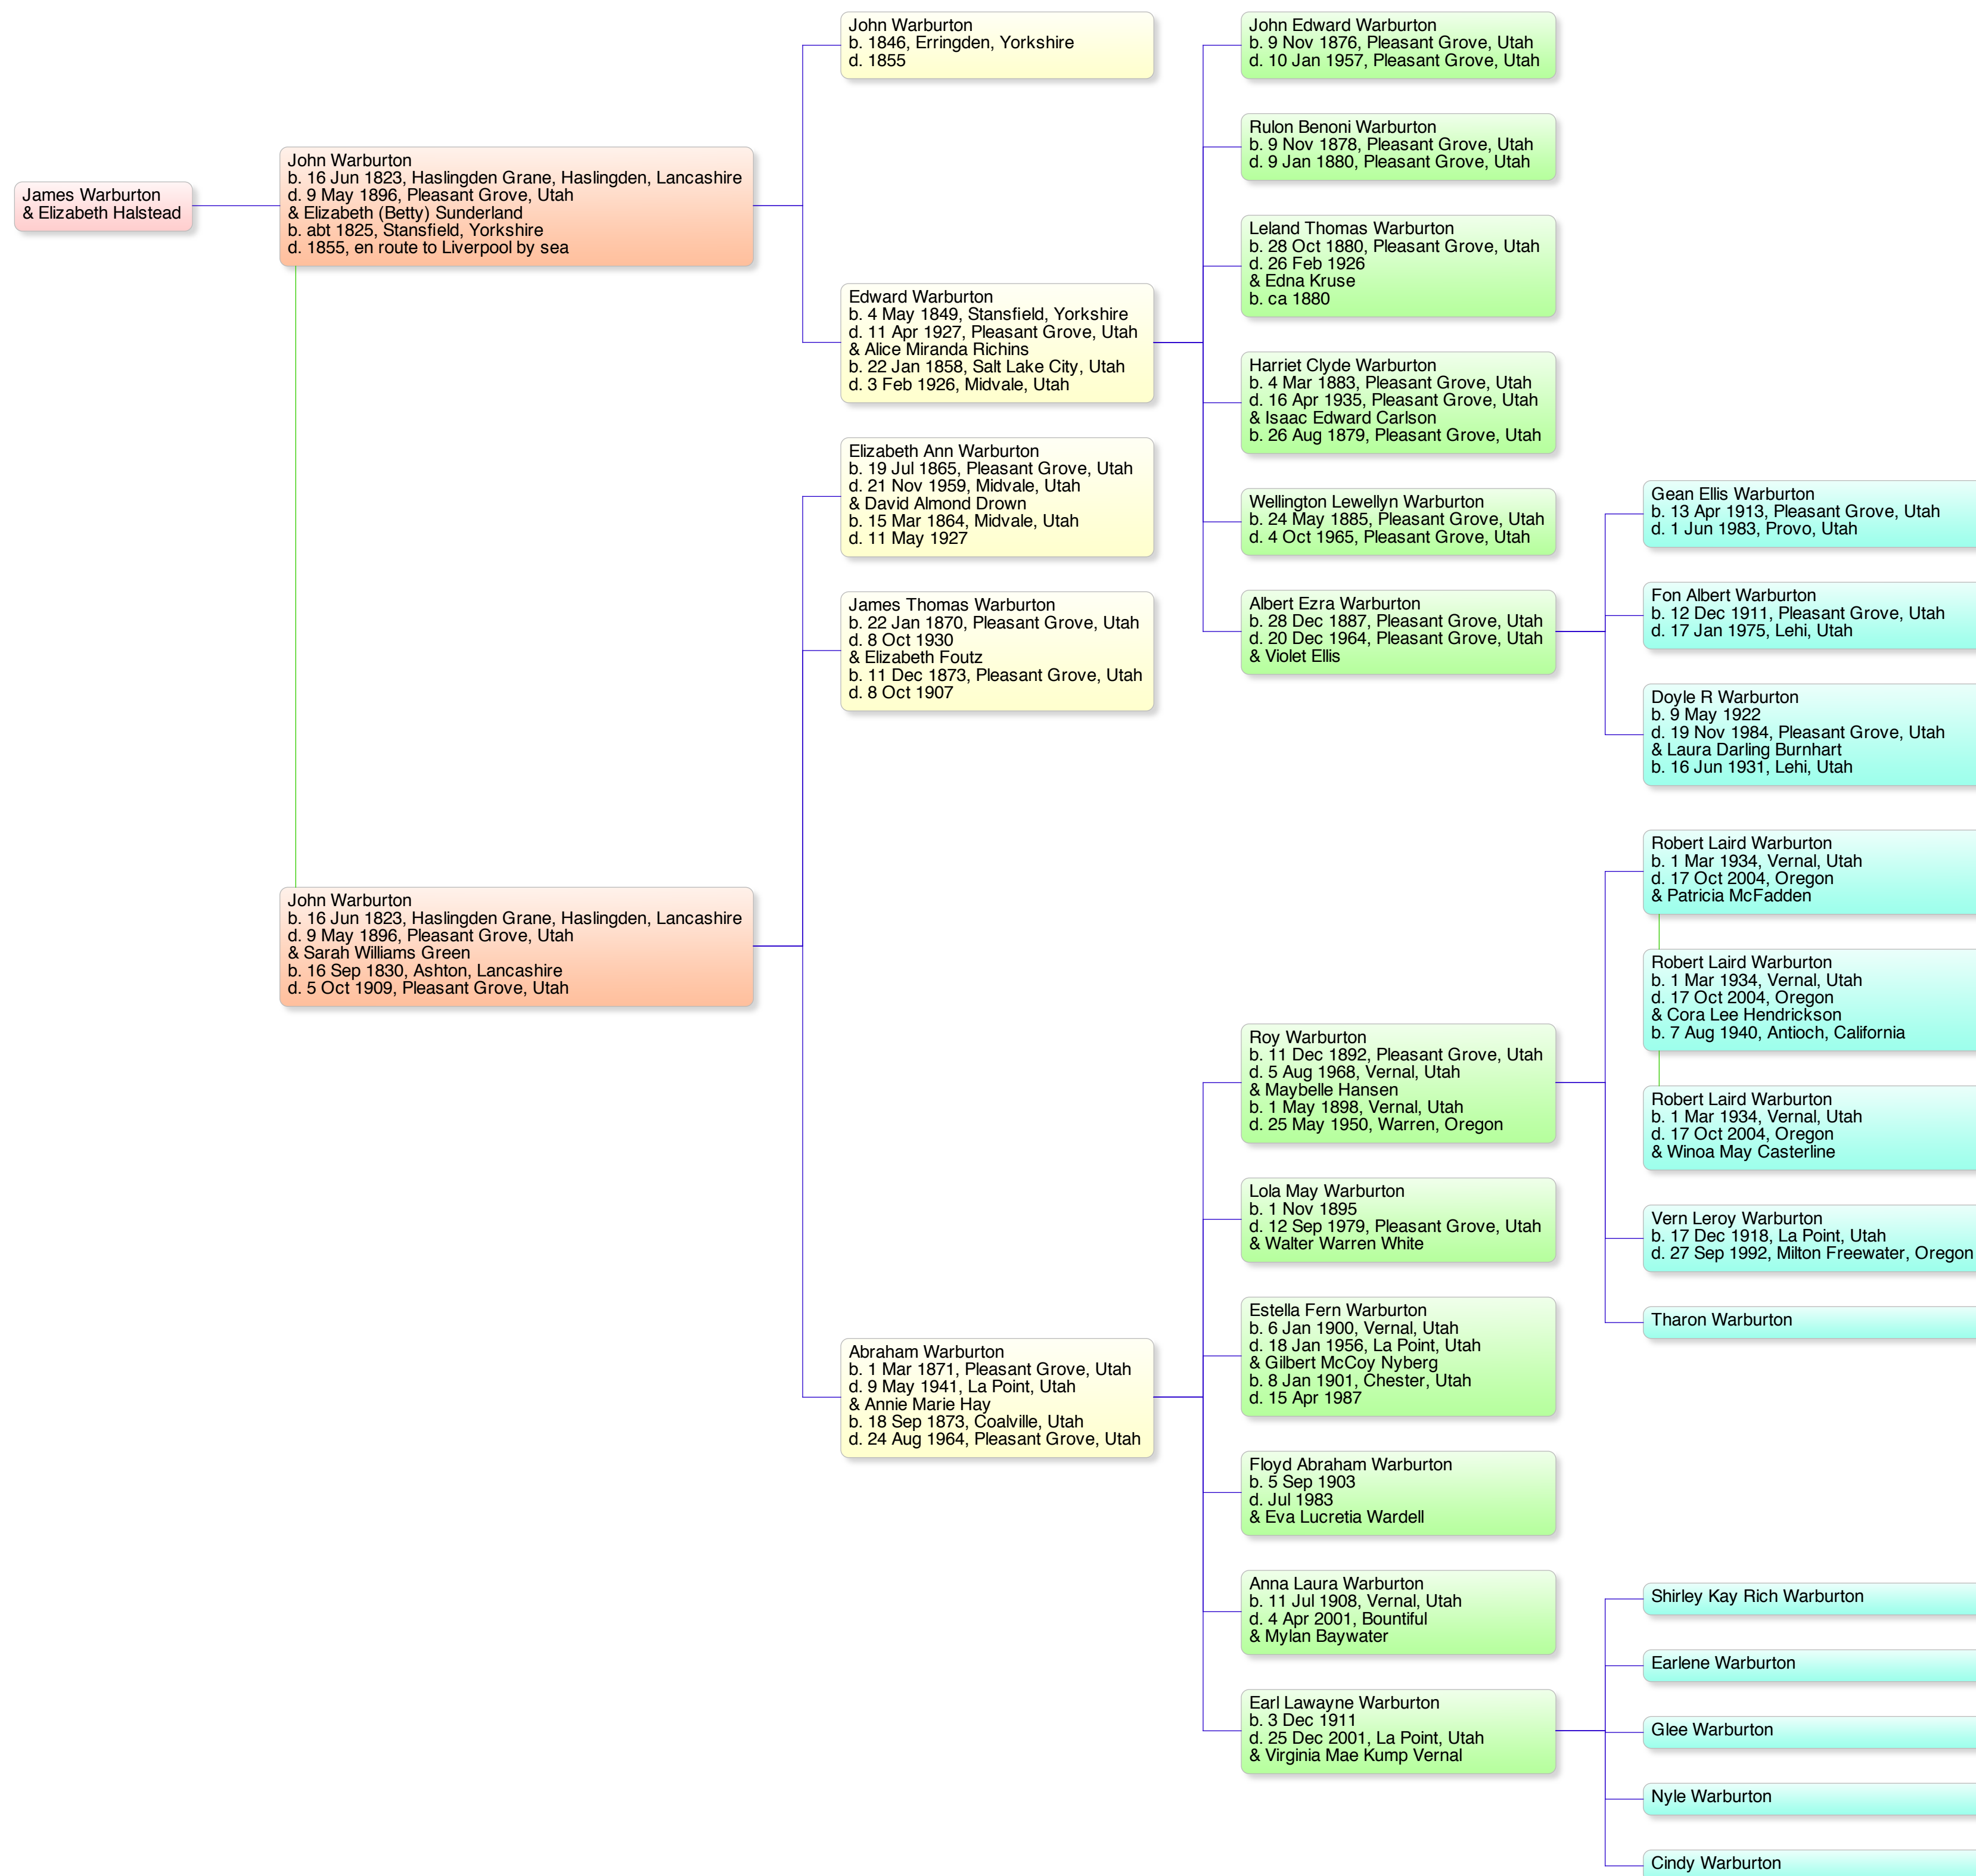 James Warburton
& Elizabeth Halstead
John Warburton
b. 16 Jun 1823, Haslingden Grane, Haslingden, Lancashire
d. 9 May 1896, Pleasant Grove, Utah
& Elizabeth (Betty) Sunderland
b. abt 1825, Stansfield, Yorkshire
d. 1855, en route to Liverpool by sea
John Warburton
b. 16 Jun 1823, Haslingden Grane, Haslingden, Lancashire
d. 9 May 1896, Pleasant Grove, Utah
& Sarah Williams Green
b. 16 Sep 1830, Ashton, Lancashire
d. 5 Oct 1909, Pleasant Grove, Utah
John Warburton
b. 1846, Erringden, Yorkshire
d. 1855
Edward Warburton
b. 4 May 1849, Stansfield, Yorkshire
d. 11 Apr 1927, Pleasant Grove, Utah
& Alice Miranda Richins
b. 22 Jan 1858, Salt Lake City, Utah
d. 3 Feb 1926, Midvale, Utah
Elizabeth Ann Warburton
b. 19 Jul 1865, Pleasant Grove, Utah
d. 21 Nov 1959, Midvale, Utah
& David Almond Drown
b. 15 Mar 1864, Midvale, Utah
d. 11 May 1927
James Thomas Warburton
b. 22 Jan 1870, Pleasant Grove, Utah
d. 8 Oct 1930
& Elizabeth Foutz
b. 11 Dec 1873, Pleasant Grove, Utah
d. 8 Oct 1907
Abraham Warburton
b. 1 Mar 1871, Pleasant Grove, Utah
d. 9 May 1941, La Point, Utah
& Annie Marie Hay
b. 18 Sep 1873, Coalville, Utah
d. 24 Aug 1964, Pleasant Grove, Utah
John Edward Warburton
b. 9 Nov 1876, Pleasant Grove, Utah
d. 10 Jan 1957, Pleasant Grove, Utah
Rulon Benoni Warburton
b. 9 Nov 1878, Pleasant Grove, Utah
d. 9 Jan 1880, Pleasant Grove, Utah
Leland Thomas Warburton
b. 28 Oct 1880, Pleasant Grove, Utah
d. 26 Feb 1926
& Edna Kruse
b. ca 1880
Harriet Clyde Warburton
b. 4 Mar 1883, Pleasant Grove, Utah
d. 16 Apr 1935, Pleasant Grove, Utah
& Isaac Edward Carlson
b. 26 Aug 1879, Pleasant Grove, Utah
Wellington Lewellyn Warburton
b. 24 May 1885, Pleasant Grove, Utah
d. 4 Oct 1965, Pleasant Grove, Utah
Albert Ezra Warburton
b. 28 Dec 1887, Pleasant Grove, Utah
d. 20 Dec 1964, Pleasant Grove, Utah
& Violet Ellis
Roy Warburton
b. 11 Dec 1892, Pleasant Grove, Utah
d. 5 Aug 1968, Vernal, Utah
& Maybelle Hansen
b. 1 May 1898, Vernal, Utah
d. 25 May 1950, Warren, Oregon
Lola May Warburton
b. 1 Nov 1895
d. 12 Sep 1979, Pleasant Grove, Utah
& Walter Warren White
Estella Fern Warburton
b. 6 Jan 1900, Vernal, Utah
d. 18 Jan 1956, La Point, Utah
& Gilbert McCoy Nyberg
b. 8 Jan 1901, Chester, Utah
d. 15 Apr 1987
Floyd Abraham Warburton
b. 5 Sep 1903
d. Jul 1983
& Eva Lucretia Wardell
Anna Laura Warburton
b. 11 Jul 1908, Vernal, Utah
d. 4 Apr 2001, Bountiful
& Mylan Baywater
Earl Lawayne Warburton
b. 3 Dec 1911
d. 25 Dec 2001, La Point, Utah
& Virginia Mae Kump Vernal
Gean Ellis Warburton
b. 13 Apr 1913, Pleasant Grove, Utah
d. 1 Jun 1983, Provo, Utah
Fon Albert Warburton
b. 12 Dec 1911, Pleasant Grove, Utah
d. 17 Jan 1975, Lehi, Utah
Doyle R Warburton
b. 9 May 1922
d. 19 Nov 1984, Pleasant Grove, Utah
& Laura Darling Burnhart
b. 16 Jun 1931, Lehi, Utah
Robert Laird Warburton
b. 1 Mar 1934, Vernal, Utah
d. 17 Oct 2004, Oregon
& Patricia McFadden
Robert Laird Warburton
b. 1 Mar 1934, Vernal, Utah
d. 17 Oct 2004, Oregon
& Cora Lee Hendrickson
b. 7 Aug 1940, Antioch, California
Robert Laird Warburton
b. 1 Mar 1934, Vernal, Utah
d. 17 Oct 2004, Oregon
& Winoa May Casterline
Vern Leroy Warburton
b. 17 Dec 1918, La Point, Utah
d. 27 Sep 1992, Milton Freewater, Oregon
Tharon Warburton
Shirley Kay Rich Warburton
Earlene Warburton
Glee Warburton
Nyle Warburton
Cindy Warburton